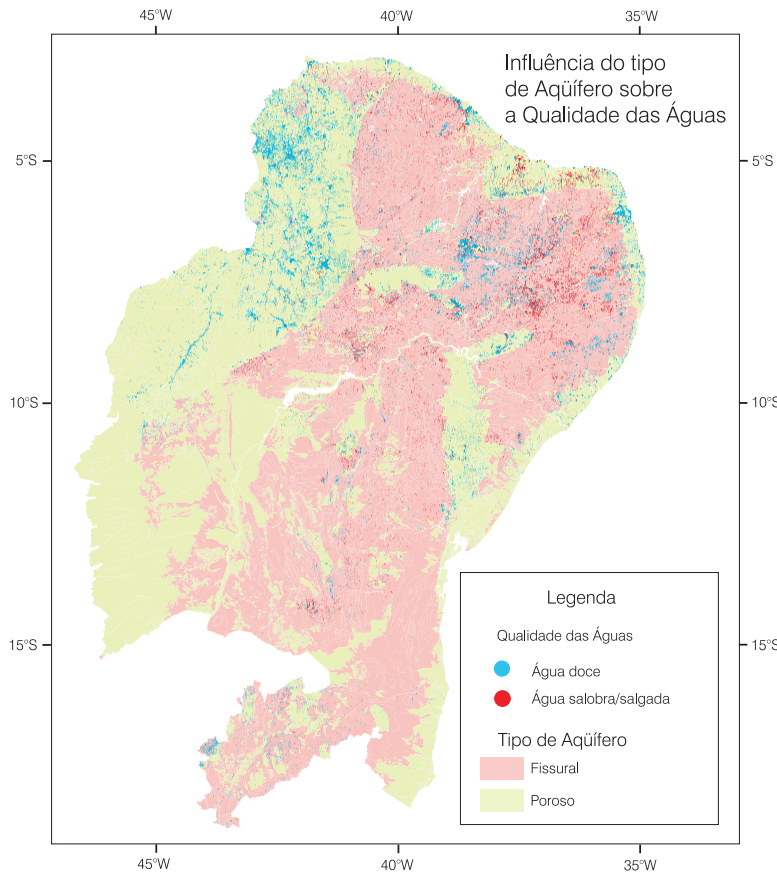 45°W 40°W 35°W
Influência do tipo
de Aqüífero sobre
a Qualidade das Águas
5°S 5°S
10°S 10°S
Legenda
Qualidade das Águas
15°S 15°S
Água doce
Água salobra/salgada
Tipo de Aqüífero
Fissural
Poroso
45°W 40°W 35°W